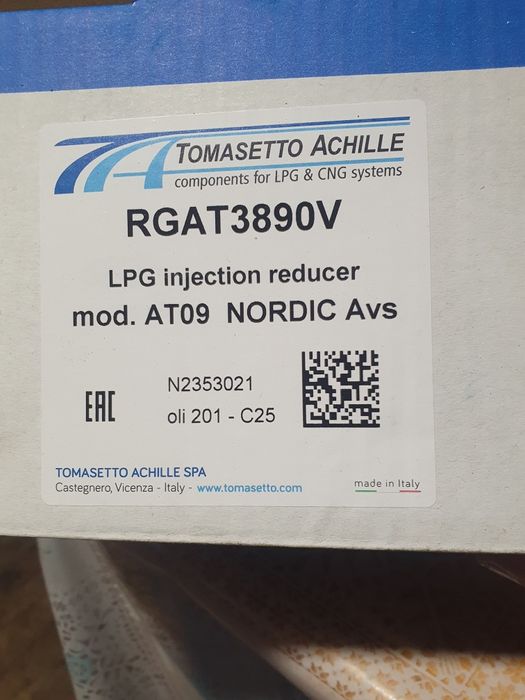 TOMASETTO ACHILLE
components for LPG & CNG systems
RGAT3890V
LPG injection reducer
mod. AT09 NORDIC Avs
EAC
N2353021
oli 201 - C25
TOMASETTO ACHILLE SPA
Castegnero, Vicenza - Italy - www.tomasetto.com
made in Italy